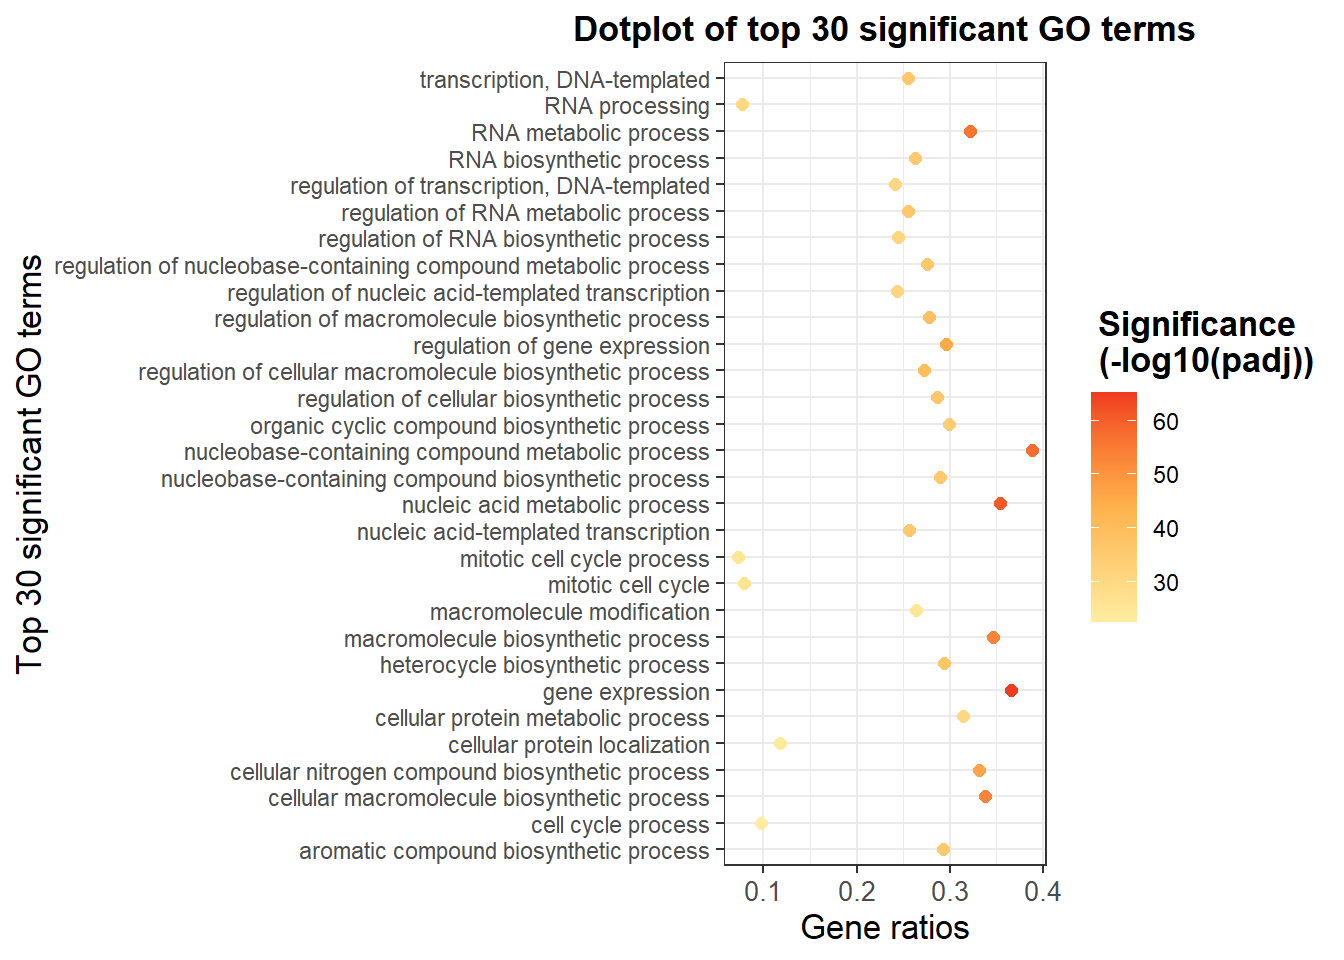 Dotplot of top 30 significant GO terms
Top 30 significant GO terms
transcription, DNA-templated
RNA processing
RNA metabolic process
RNA biosynthetic process
regulation of transcription, DNA-templated
regulation of RNA metabolic process
regulation of RNA biosynthetic process
regulation of nucleobase-containing compound metabolic process
regulation of nucleic acid-templated transcription
regulation of macromolecule biosynthetic process
regulation of gene expression
regulation of cellular macromolecule biosynthetic process
regulation of cellular biosynthetic process
organic cyclic compound biosynthetic process
nucleobase-containing compound metabolic process
nucleobase-containing compound biosynthetic process
nucleic acid metabolic process
nucleic acid-templated transcription
mitotic cell cycle process
mitotic cell cycle
macromolecule modification
macromolecule biosynthetic process
heterocycle biosynthetic process
gene expression
cellular protein metabolic process
cellular protein localization
cellular nitrogen compound biosynthetic process
cellular macromolecule biosynthetic process
cell cycle process
aromatic compound biosynthetic process
0.1 0.2 0.3 0.4
Gene ratios
Significance
(-log10(padj))
60
50
40
30